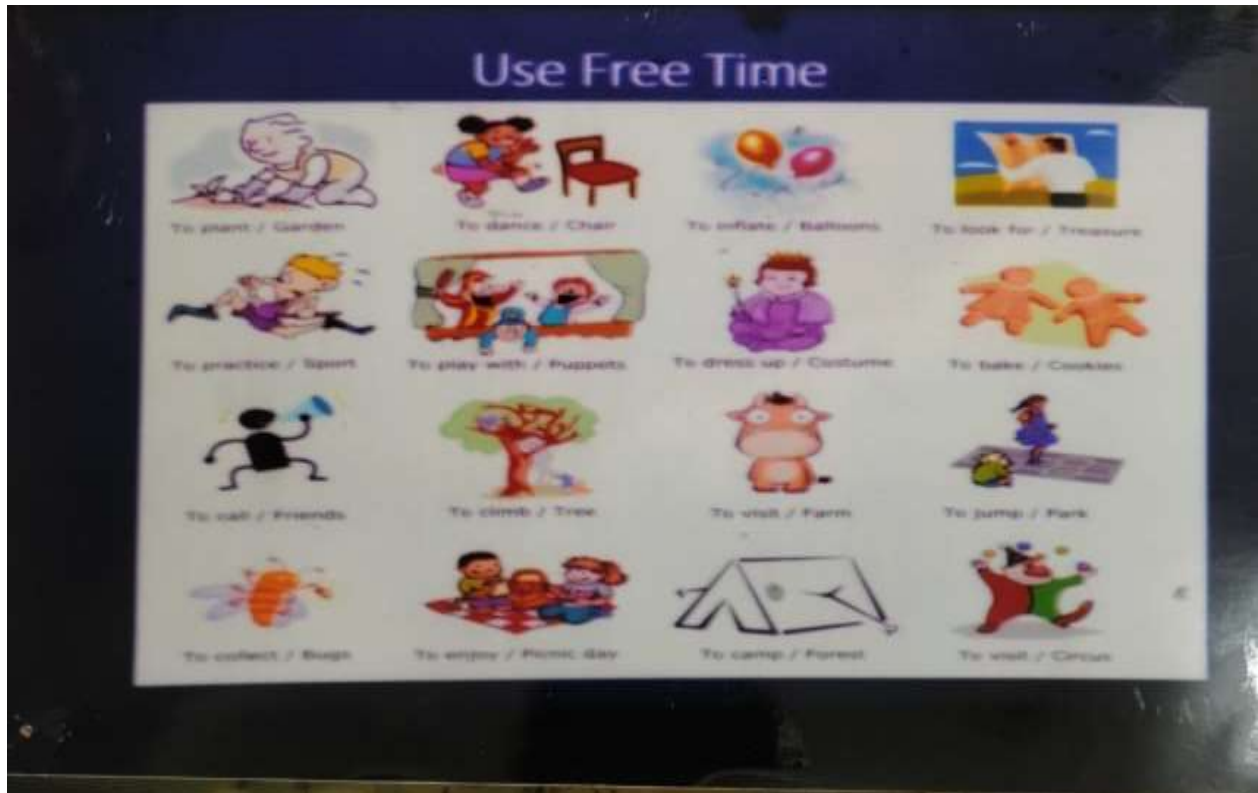 Use Free Time
To plant / Garden
To dance / Chair
To inflate / Balloons
To look for / Treasure
To practice / Sport
To play with / Puppets
To dress up / Costume
To bake / Cookies
To call / Friends
To climb / Tree
To visit / Farm
To jump / Park
To collect / Bugs
To enjoy / Picnic day
To camp / Forest
To visit / Circus